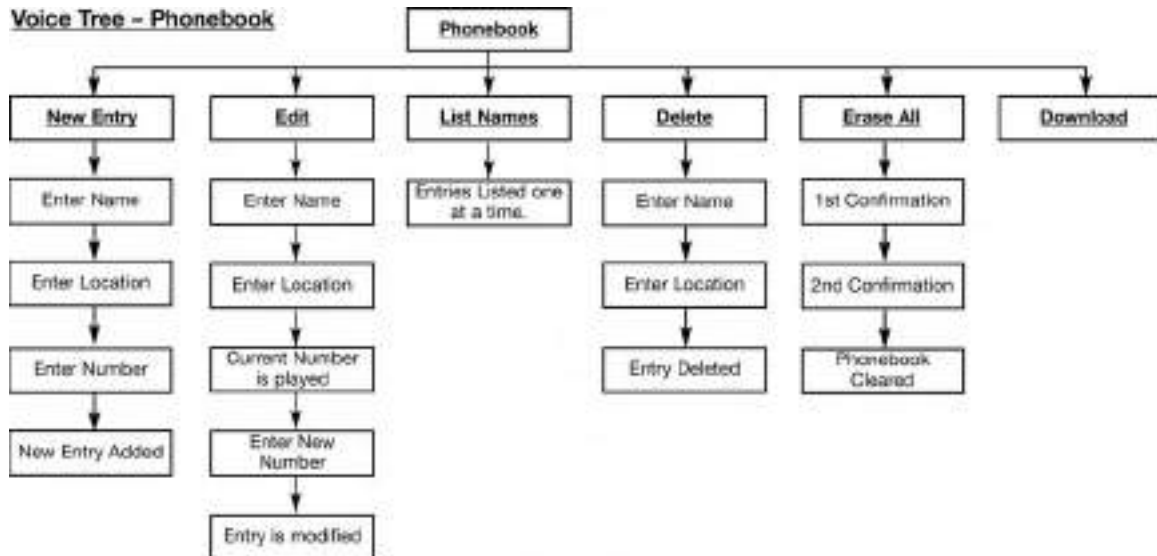 Voice Tree – Phonebook
Phonebook
New Entry
Edit
List Names
Delete
Erase All
Download
Enter Name
Enter Name
Entries Listed one
at a time.
Enter Name
1st Confirmation
Enter Location
Enter Location
Enter Location
2nd Confirmation
Enter Number
Current Number
is played
Entry Deleted
Phonebook
Cleared
New Entry Added
Enter New
Number
Entry is modified